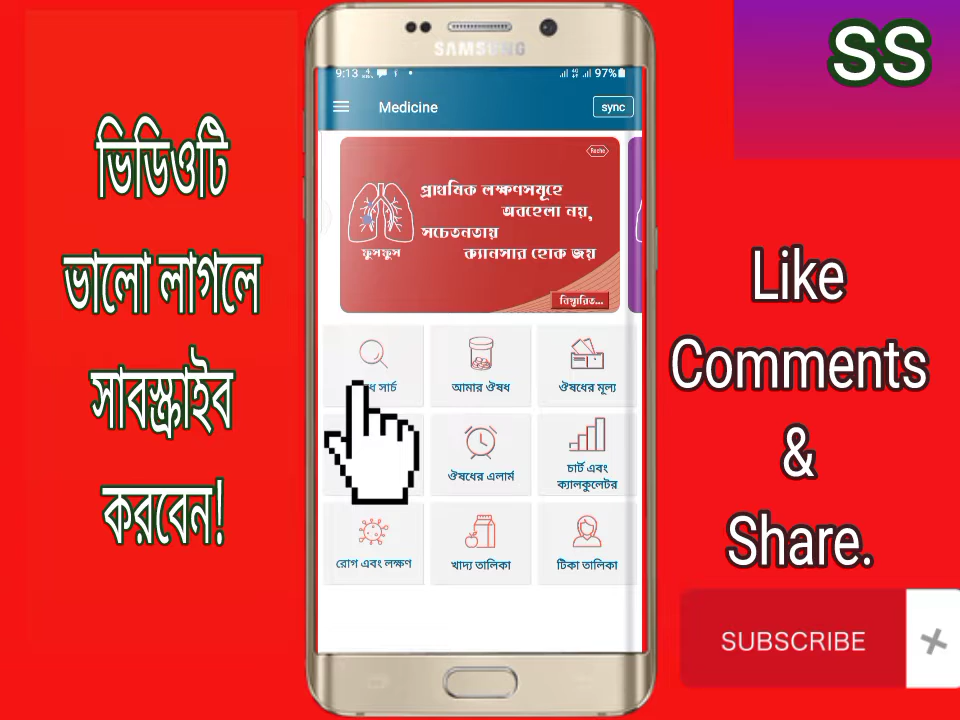 SS
ভিডিওটি
ভালো লাগলে
সাবস্ক্রাইব
করবেন!
SAMSUNG
9:13
97%
Medicine
sync
Roche
প্রাথমিক লক্ষণসমূহে
অবহেলা নয়,
সচেতনতায়
ক্যানসার হোক জয়
ফুসফুস
বিস্তারিত...
সার্চ
আমার ঔষধ
ঔষধের মূল্য
ঔষধের এলার্ম
চার্ট এবং
ক্যালকুলেটর
রোগ এবং লক্ষণ
খাদ্য তালিকা
টিকা তালিকা
Like
Comments
&
Share.
SUBSCRIBE